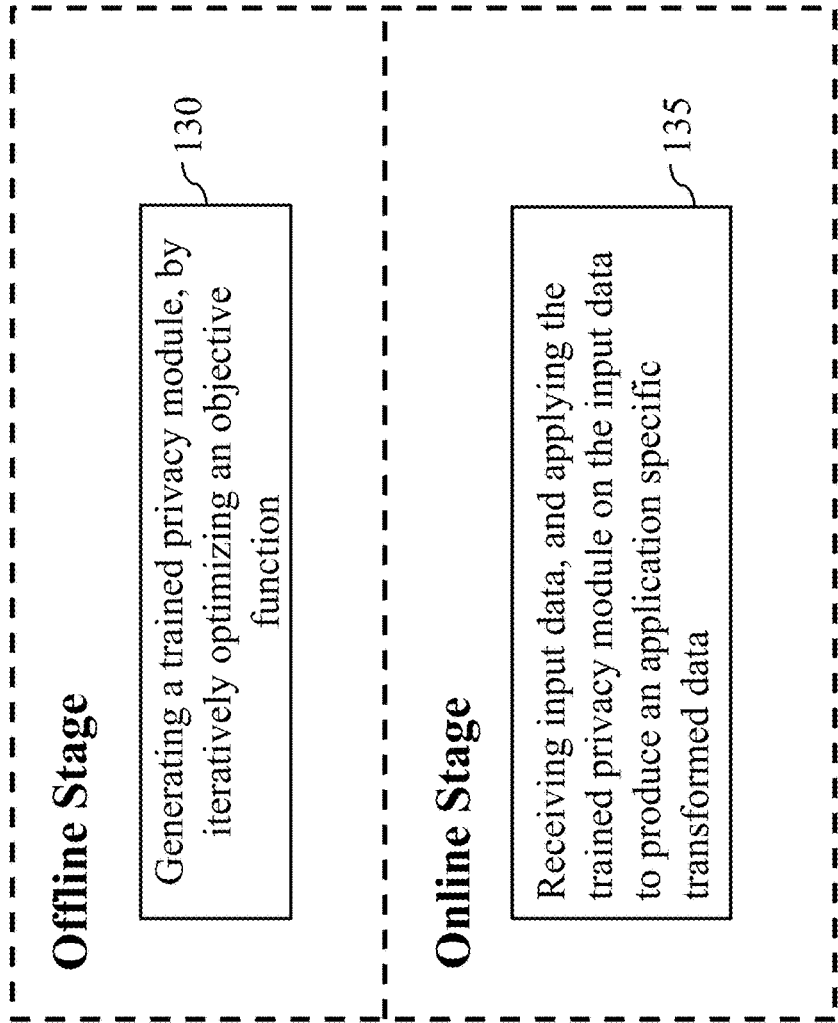 Offline Stage
130
Generating a trained privacy module, by
iteratively optimizing an objective
function
Online Stage
135
Receiving input data, and applying the
trained privacy module on the input data
to produce an application specific
transformed data